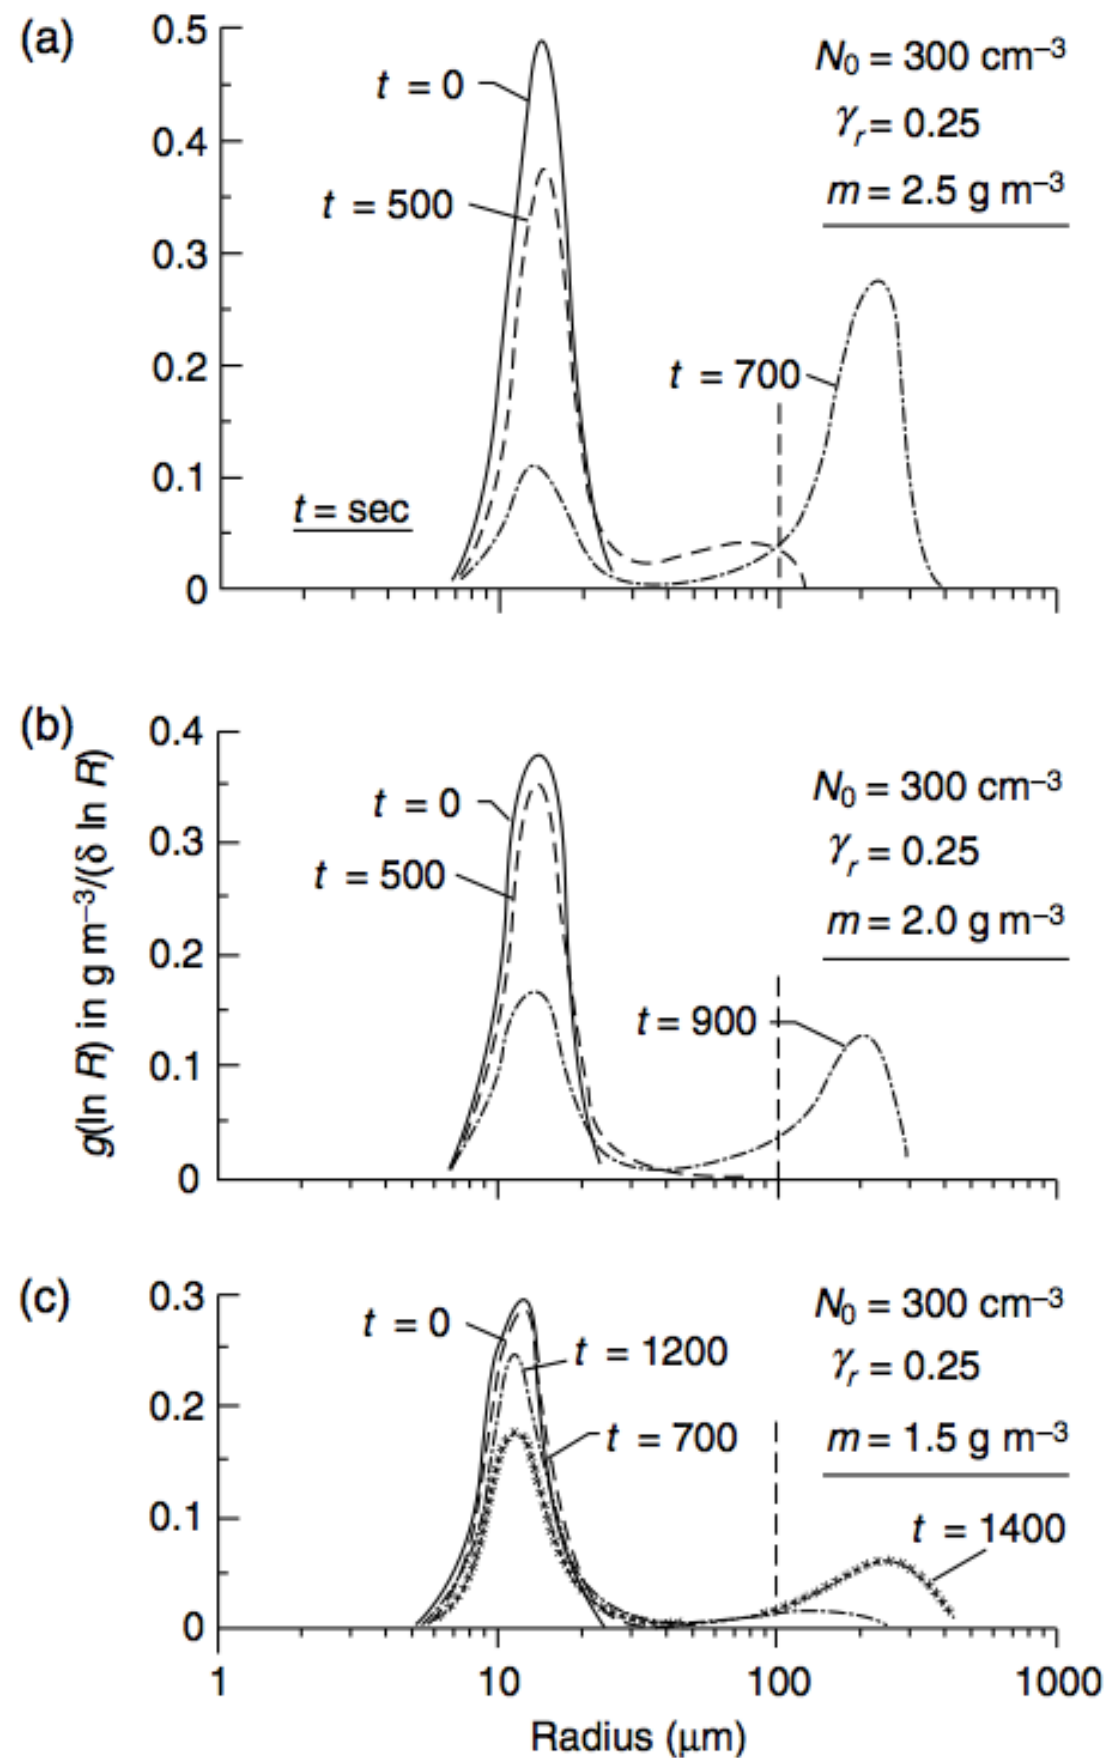 (a)
0.5
0.4
0.3
0.2
0.1
0
t = 0
t = 500
t = 700
t = sec
N₀ = 300 cm⁻³
γᵣ = 0.25
m = 2.5 g m⁻³
(b)
g(ln R) in g m⁻³/(δ ln R)
0.4
0.3
0.2
0.1
0
t = 0
t = 500
t = 900
N₀ = 300 cm⁻³
γᵣ = 0.25
m = 2.0 g m⁻³
(c)
0.3
0.2
0.1
0
t = 0
t = 1200
t = 700
N₀ = 300 cm⁻³
γᵣ = 0.25
m = 1.5 g m⁻³
t = 1400
1 10 100 1000
Radius (μm)